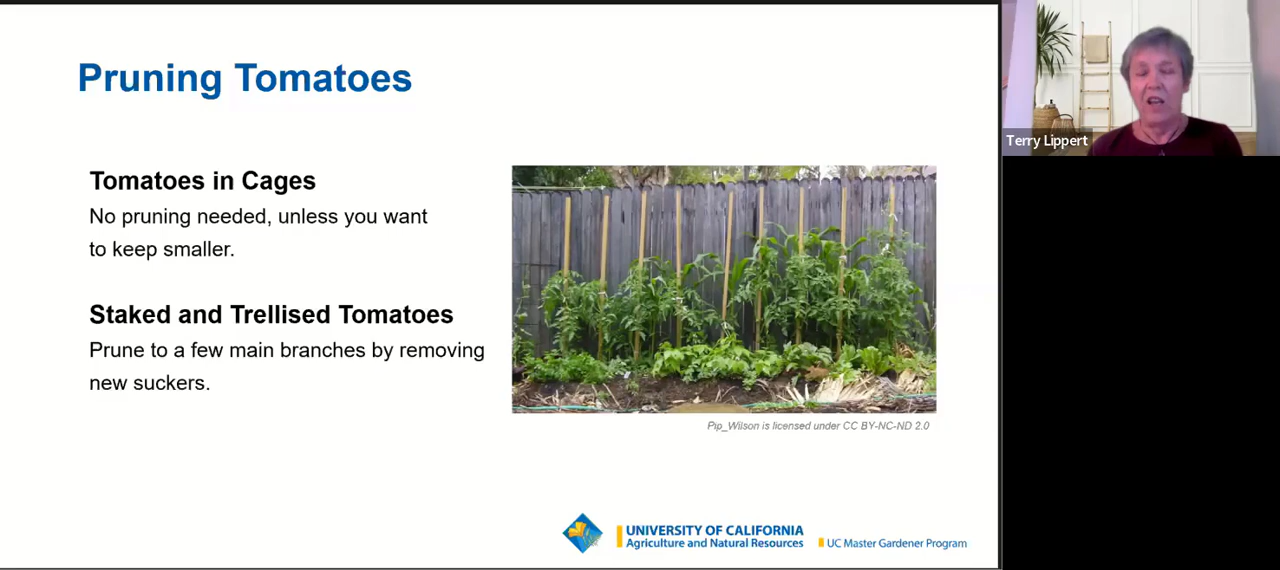 Pruning Tomatoes
Tomatoes in Cages
No pruning needed, unless you want
to keep smaller.
Staked and Trellised Tomatoes
Prune to a few main branches by removing
new suckers.
Pip_Wilson is licensed under CC BY-NC-ND 2.0
UNIVERSITY OF CALIFORNIA
Agriculture and Natural Resources
UC Master Gardener Program
Terry Lippert